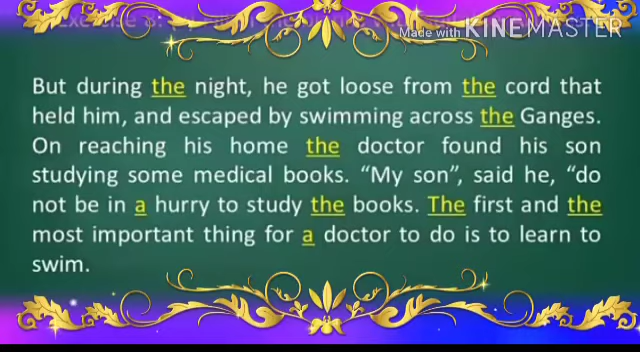 Made with KINEMASTER
But during the night, he got loose from the cord that
held him, and escaped by swimming across the Ganges.
On reaching his home the doctor found his son
studying some medical books. “My son”, said he, “do
not be in a hurry to study the books. The first and the
most important thing for a doctor to do is to learn to
swim.